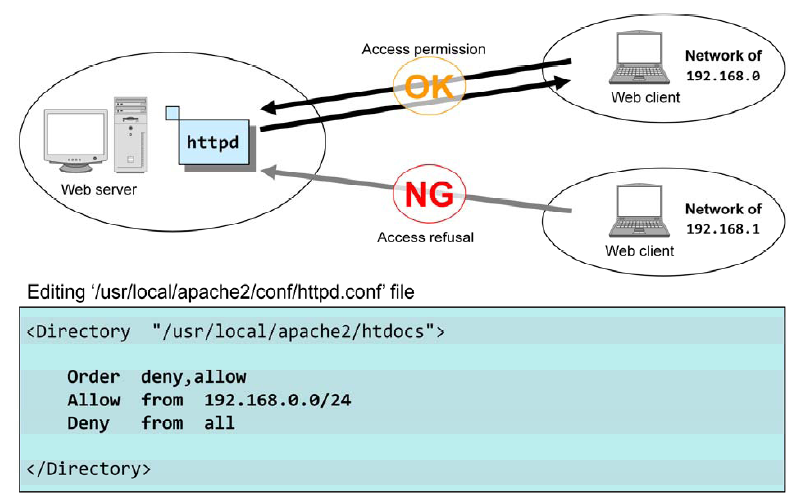 Access permission
OK
Network of
192.168.0
Web client
httpd
Web server
NG
Access refusal
Network of
192.168.1
Web client
Editing ‘/usr/local/apache2/conf/httpd.conf’ file
<Directory "/usr/local/apache2/htdocs">
Order deny,allow
Allow from 192.168.0.0/24
Deny from all
</Directory>